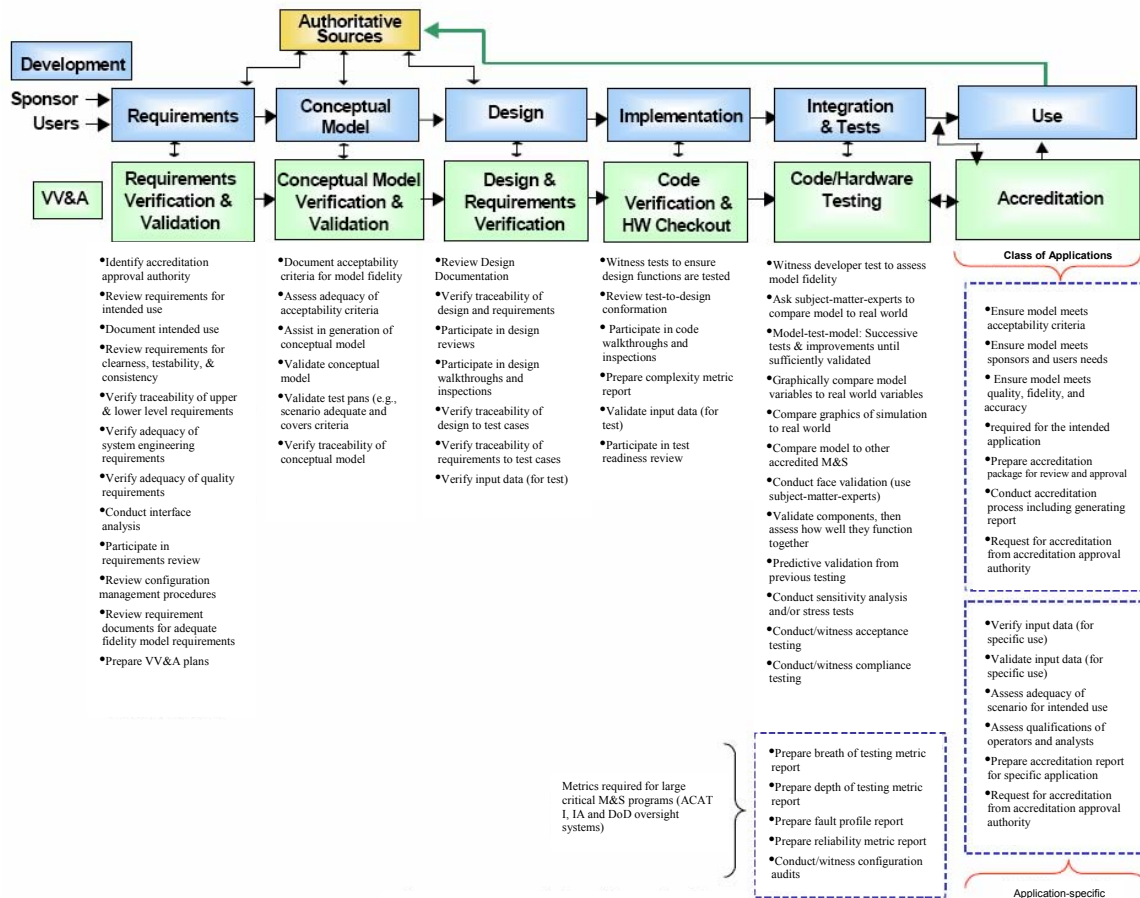 Authoritative
Sources
Development
Sponsor
Users
Requirements
Conceptual
Model
Design
Implementation
Integration
& Tests
Use
VV&A
Requirements
Verification &
Validation
Conceptual Model
Verification &
Validation
Design &
Requirements
Verification
Code
Verification &
HW Checkout
Code/Hardware
Testing
Accreditation
•Identify accreditation
approval authority
•Review requirements for
intended use
•Document intended use
•Review requirements for
clearness, testability, &
consistency
•Verify traceability of upper
& lower level requirements
•Verify adequacy of
system engineering
requirements
•Verify adequacy of quality
requirements
•Conduct interface
analysis
•Participate in
requirements review
•Review configuration
management procedures
•Review requirement
documents for adequate
fidelity model requirements
•Prepare VV&A plans
•Document acceptability
criteria for model fidelity
•Assess adequacy of
acceptability criteria
•Assist in generation of
conceptual model
•Validate conceptual
model
•Validate test pans (e.g.,
scenario adequate and
covers criteria
•Verify traceability of
conceptual model
•Review Design
Documentation
•Verify traceability of
design and requirements
•Participate in design
reviews
•Participate in design
walkthroughs and
inspections
•Verify traceability of
design to test cases
•Verify traceability of
requirements to test cases
•Verify input data (for test)
•Witness tests to ensure
design functions are tested
•Review test-to-design
conformation
• Participate in code
walkthroughs and
inspections
•Prepare complexity metric
report
•Validate input data (for
test)
•Participate in test
readiness review
•Witness developer test to assess
model fidelity
•Ask subject-matter-experts to
compare model to real world
•Model-test-model: Successive
tests & improvements until
sufficiently validated
•Graphically compare model
variables to real world variables
•Compare graphics of simulation
to real world
•Compare model to other
accredited M&S
•Conduct face validation (use
subject-matter-experts)
•Validate components, then
assess how well they function
together
•Predictive validation from
previous testing
•Conduct sensitivity analysis
and/or stress tests
•Conduct/witness acceptance
testing
•Conduct/witness compliance
testing
Class of Applications
•Ensure model meets
acceptability criteria
•Ensure model meets
sponsors and users needs
• Ensure model meets
quality, fidelity, and
accuracy
•required for the intended
application
•Prepare accreditation
package for review and approval
•Conduct accreditation
process including generating
report
•Request for accreditation
from accreditation approval
authority
•Verify input data (for
specific use)
•Validate input data (for
specific use)
•Assess adequacy of
scenario for intended use
•Assess qualifications of
operators and analysts
•Prepare accreditation report
for specific application
•Request for accreditation
from accreditation approval
authority
Application-specific
Metrics required for large
critical M&S programs (ACAT
I, IA and DoD oversight
systems)
•Prepare breath of testing metric
report
•Prepare depth of testing metric
report
•Prepare fault profile report
•Prepare reliability metric report
•Conduct/witness configuration
audits